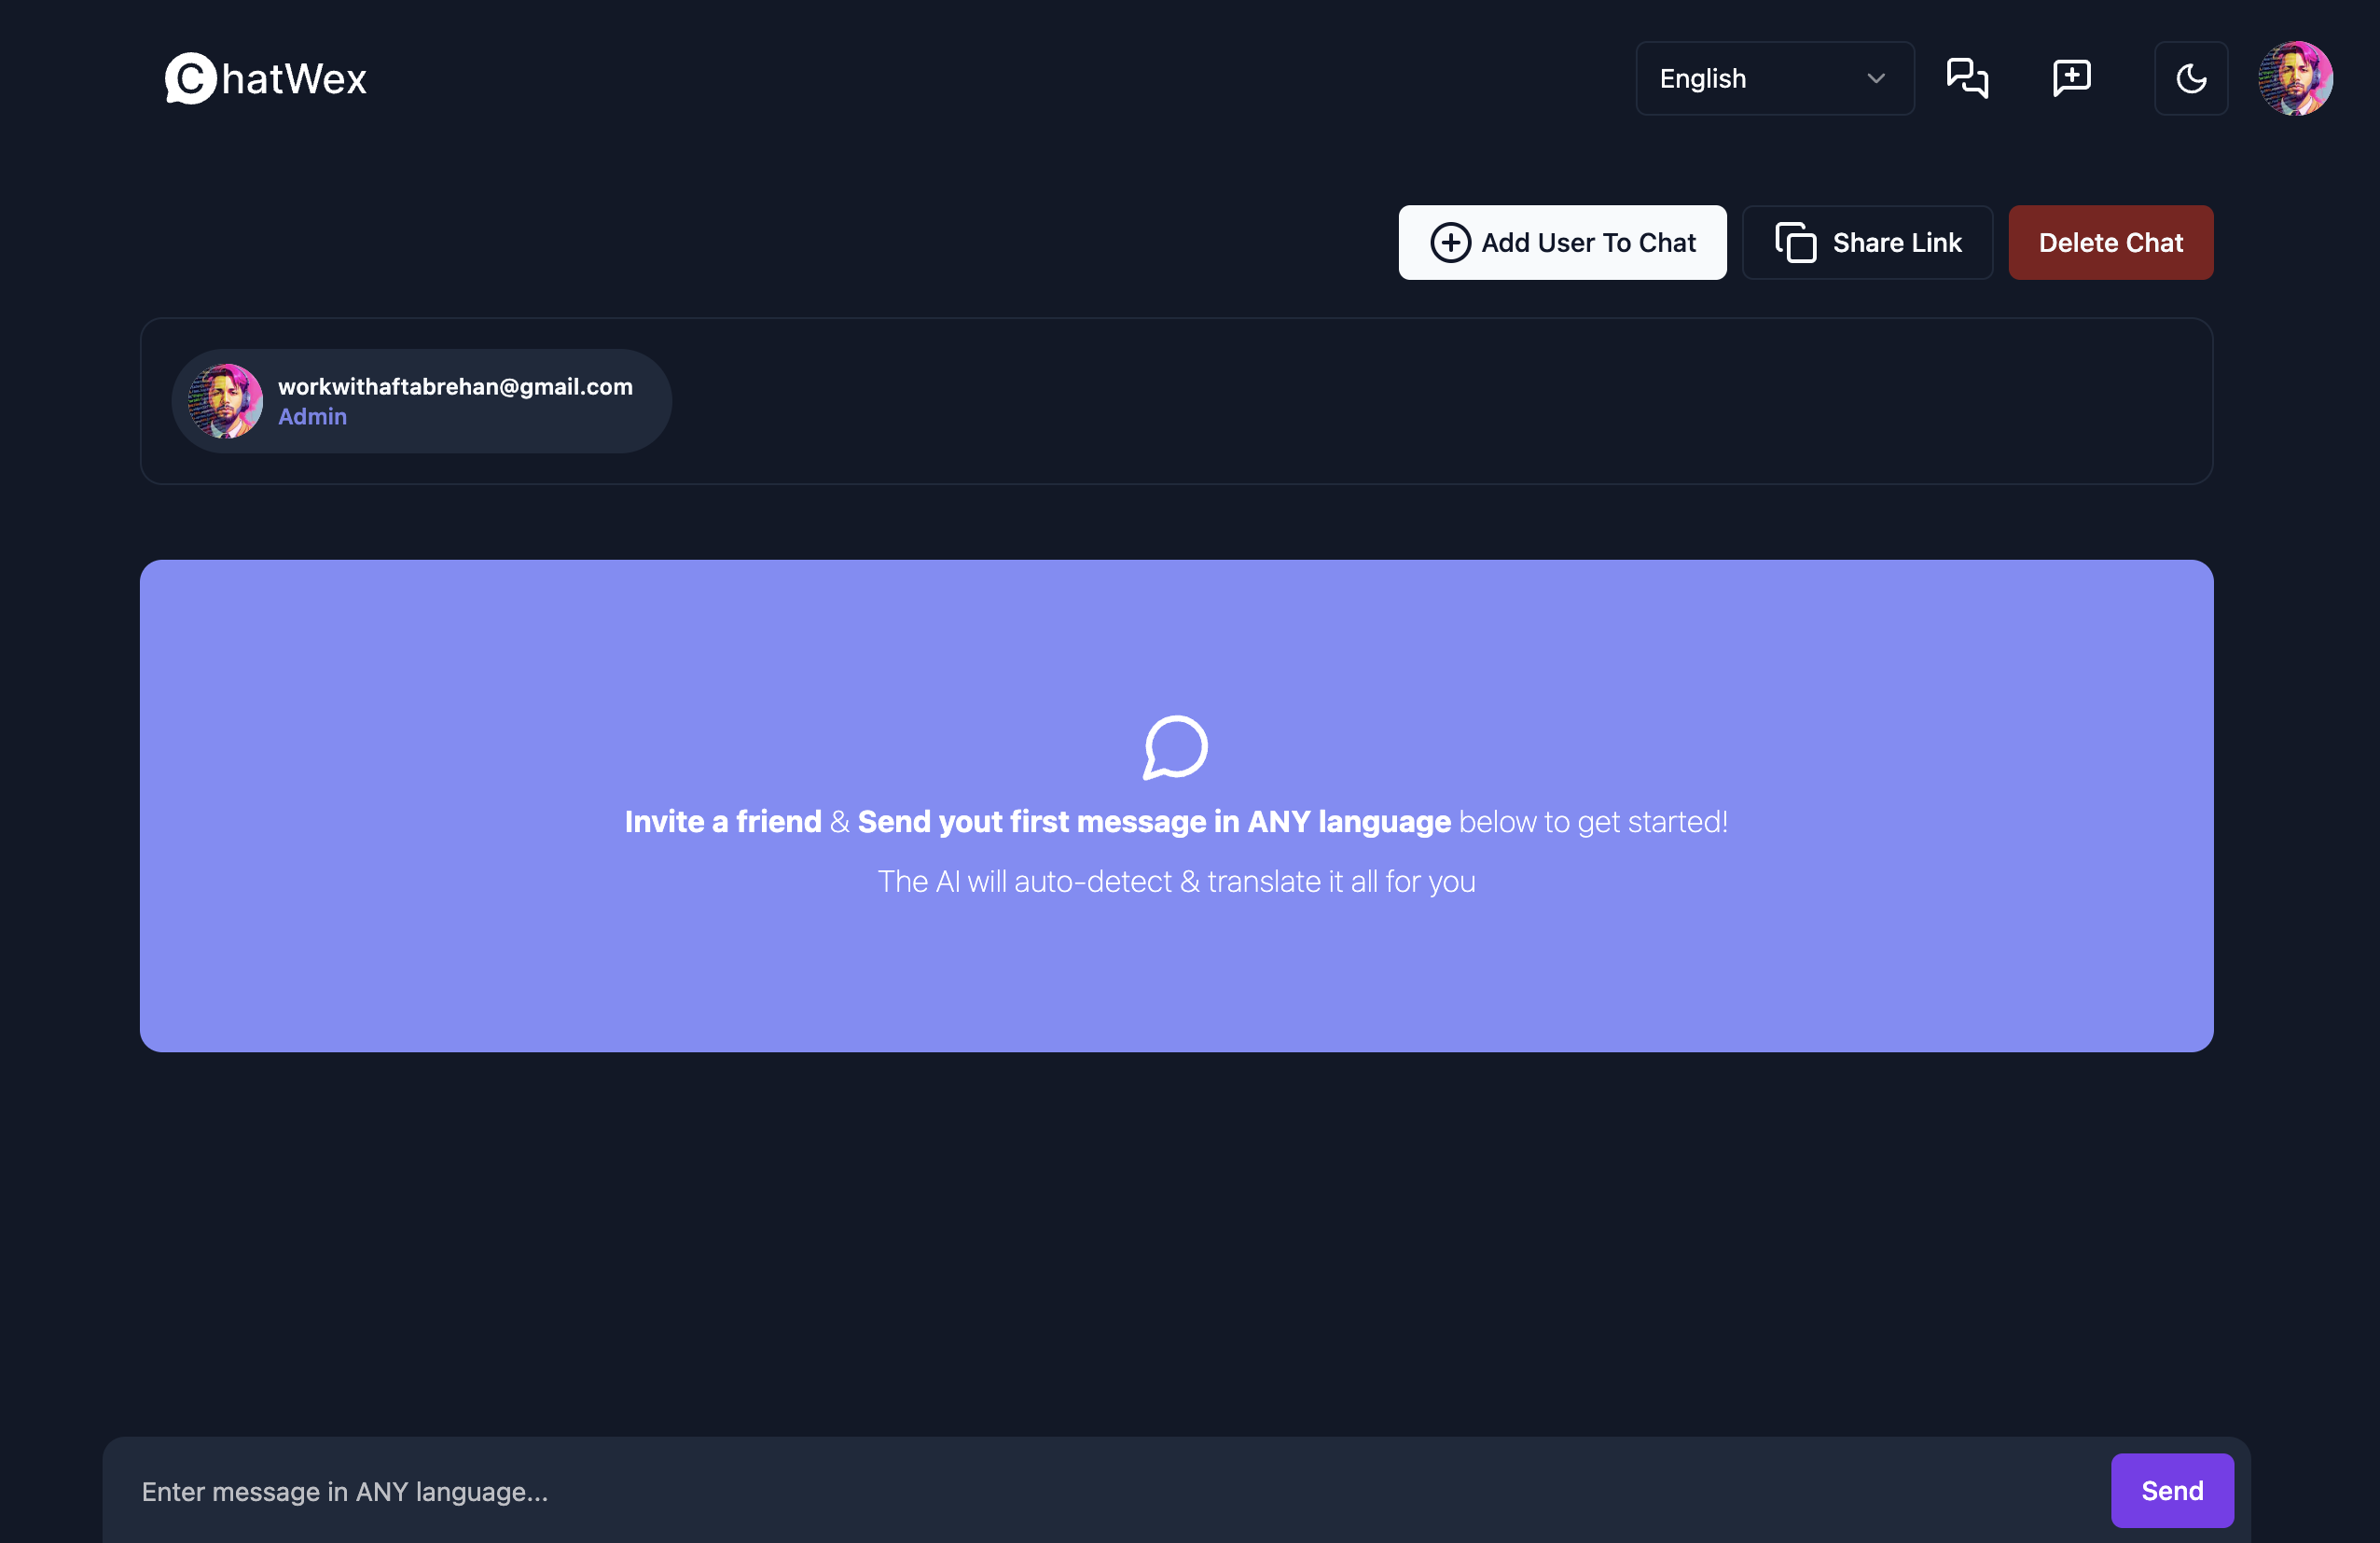 ChatWex
English
Add User To Chat
Share Link
Delete Chat
workwithaftabrehan@gmail.com
Admin
Invite a friend & Send yout first message in ANY language below to get started!
The AI will auto-detect & translate it all for you
Enter message in ANY language...
Send